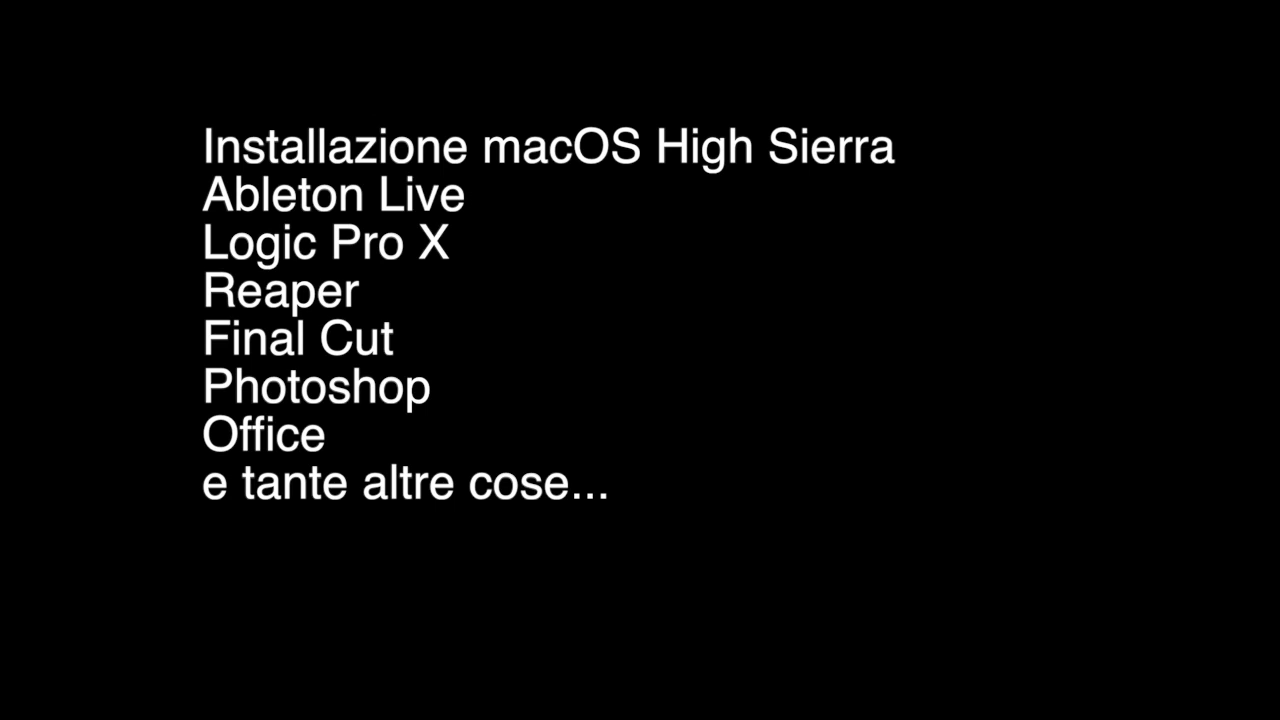 Installazione macOS High Sierra
Ableton Live
Logic Pro X
Reaper
Final Cut
Photoshop
Office
e tante altre cose...